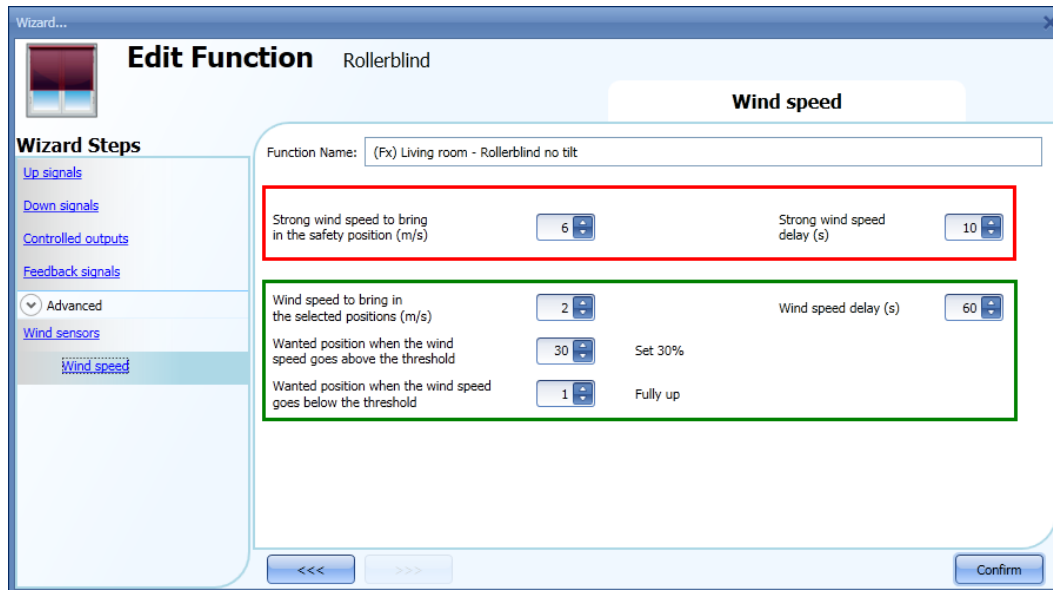 Wizard...
Edit Function Rollerblind
Wind speed
Wizard Steps
Up signals
Down signals
Controlled outputs
Feedback signals
Advanced
Wind sensors
Wind speed
Function Name: (Fx) Living room - Rollerblind no tilt
Strong wind speed to bring
in the safety position (m/s)
6
Strong wind speed
delay (s)
10
Wind speed to bring in
the selected positions (m/s)
2
Wind speed delay (s)
60
Wanted position when the wind
speed goes above the threshold
30
Set 30%
Wanted position when the wind speed
goes below the threshold
1
Fully up
<<<
>>>
Confirm